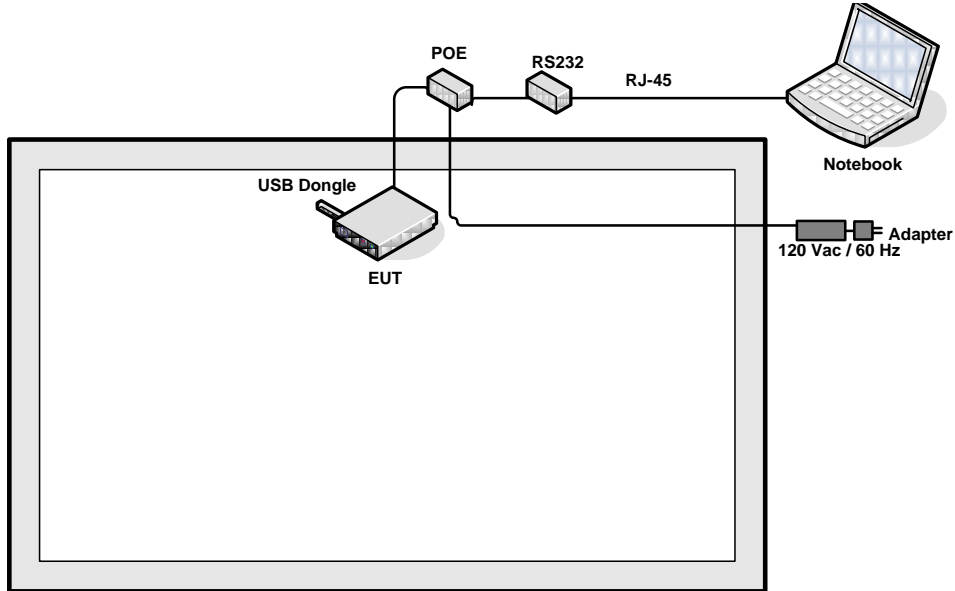 POE
RS232
RJ-45
Notebook
USB Dongle
EUT
Adapter
120 Vac / 60 Hz